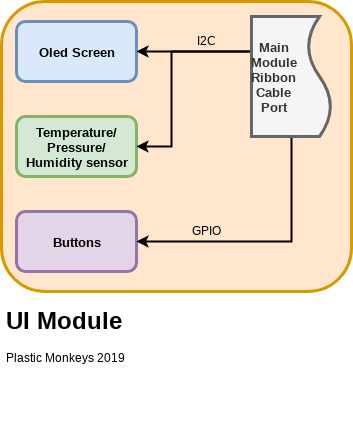 Oled Screen
I2C
Main
Module
Ribbon
Cable
Port
Temperature/
Pressure/
Humidity sensor
Buttons
GPIO
UI Module
Plastic Monkeys 2019